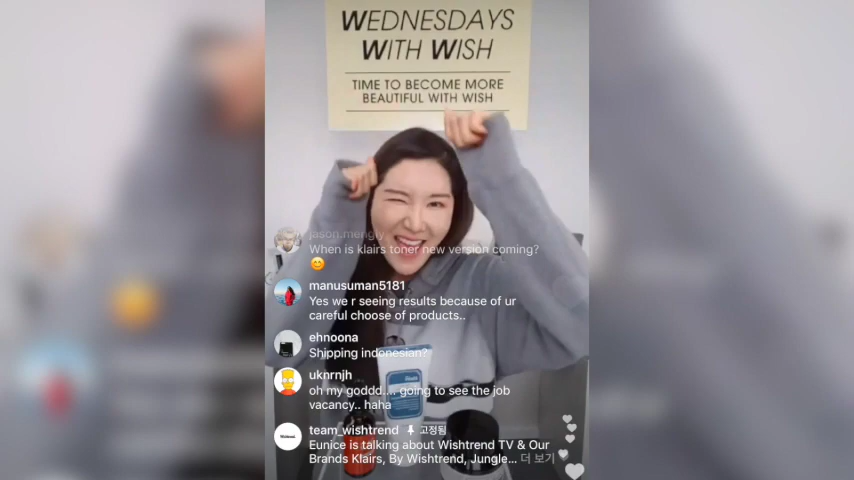 WEDNESDAYS
WITH WISH
TIME TO BECOME MORE
BEAUTIFUL WITH WISH
jason.mengly
When is klairs toner new version coming?
😊
manusuman5181
Yes we r seeing results because of ur
careful choose of products..
ehnoona
Shipping indonesian?
uknrnjh
oh my goddd.... going to see the job
vacancy.. haha
team_wishtrend 고정됨
Eunice is talking about Wishtrend TV & Our
Brands Klairs, By Wishtrend, Jungle... 더 보기